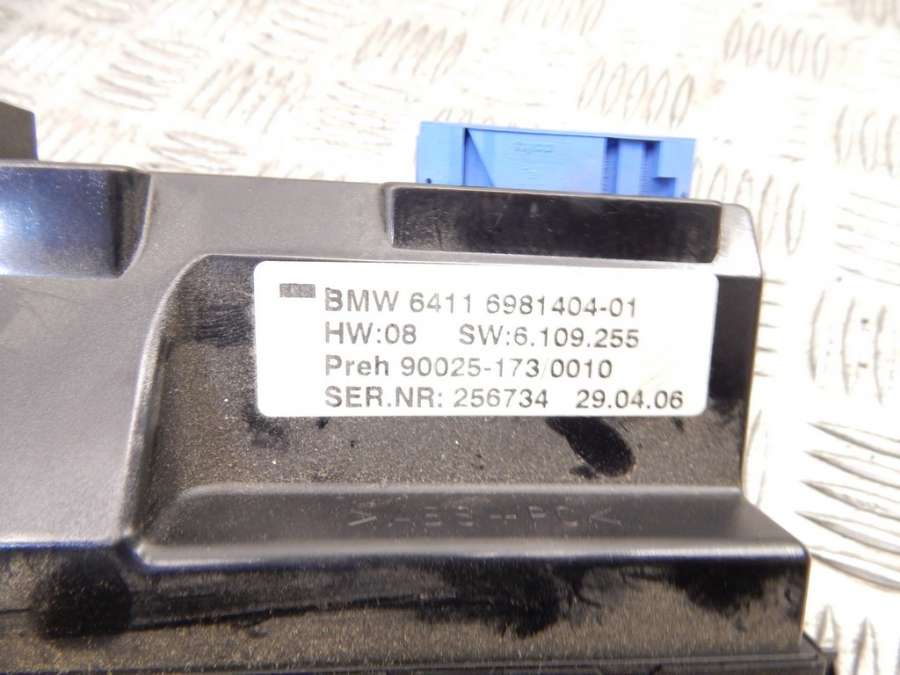 BMW 6411 6981404-01
HW:08 SW:6.109.255
Preh 90025-173/0010
SER.NR: 256734 29.04.06